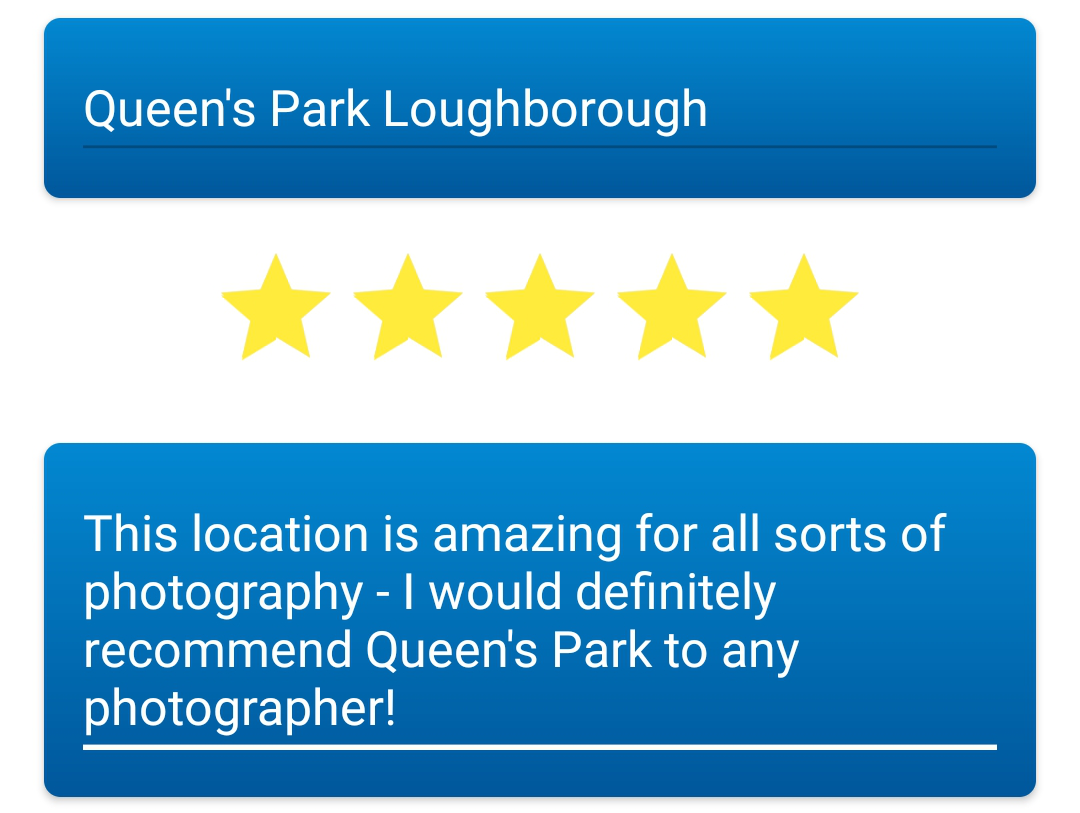 Queen's Park Loughborough
This location is amazing for all sorts of
photography - I would definitely
recommend Queen's Park to any
photographer!